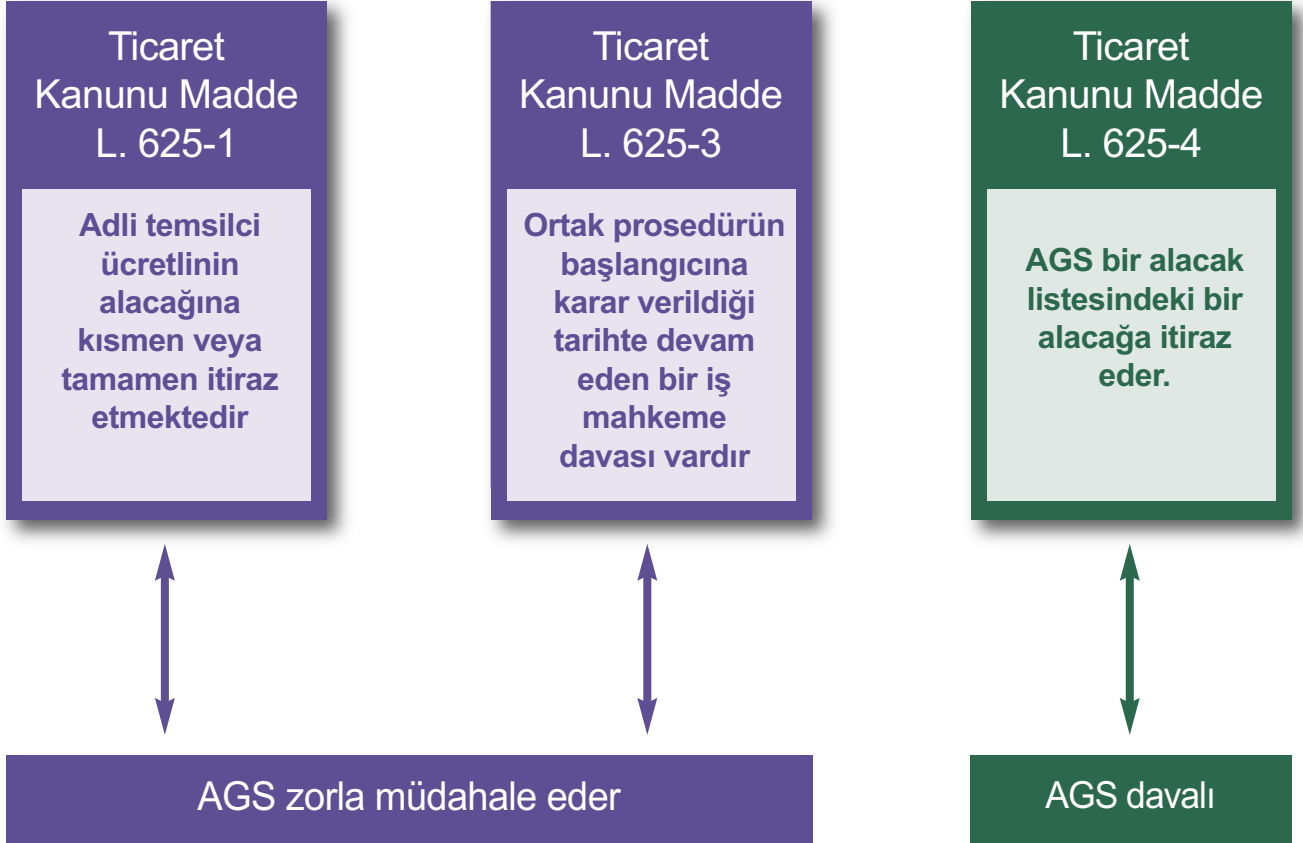 Ticaret
Kanunu Madde
L. 625-1
Adli temsilci
ücretlinin
alacağına
kısmen veya
tamamen itiraz
etmektedir
Ticaret
Kanunu Madde
L. 625-3
Ortak prosedürün
başlangıcına
karar verildiği
tarihte devam
eden bir iş
mahkeme
davası vardır
Ticaret
Kanunu Madde
L. 625-4
AGS bir alacak
listesindeki bir
alacağa itiraz
eder.
AGS zorla müdahale eder
AGS davalı